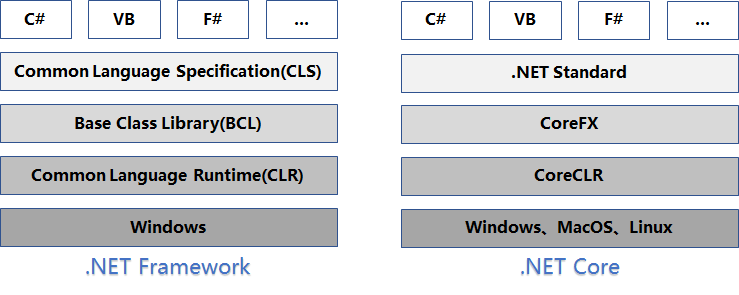 C# VB F# ...
Common Language Specification(CLS)
Base Class Library(BCL)
Common Language Runtime(CLR)
Windows
.NET Framework
C# VB F# ...
.NET Standard
CoreFX
CoreCLR
Windows、MacOS、Linux
.NET Core